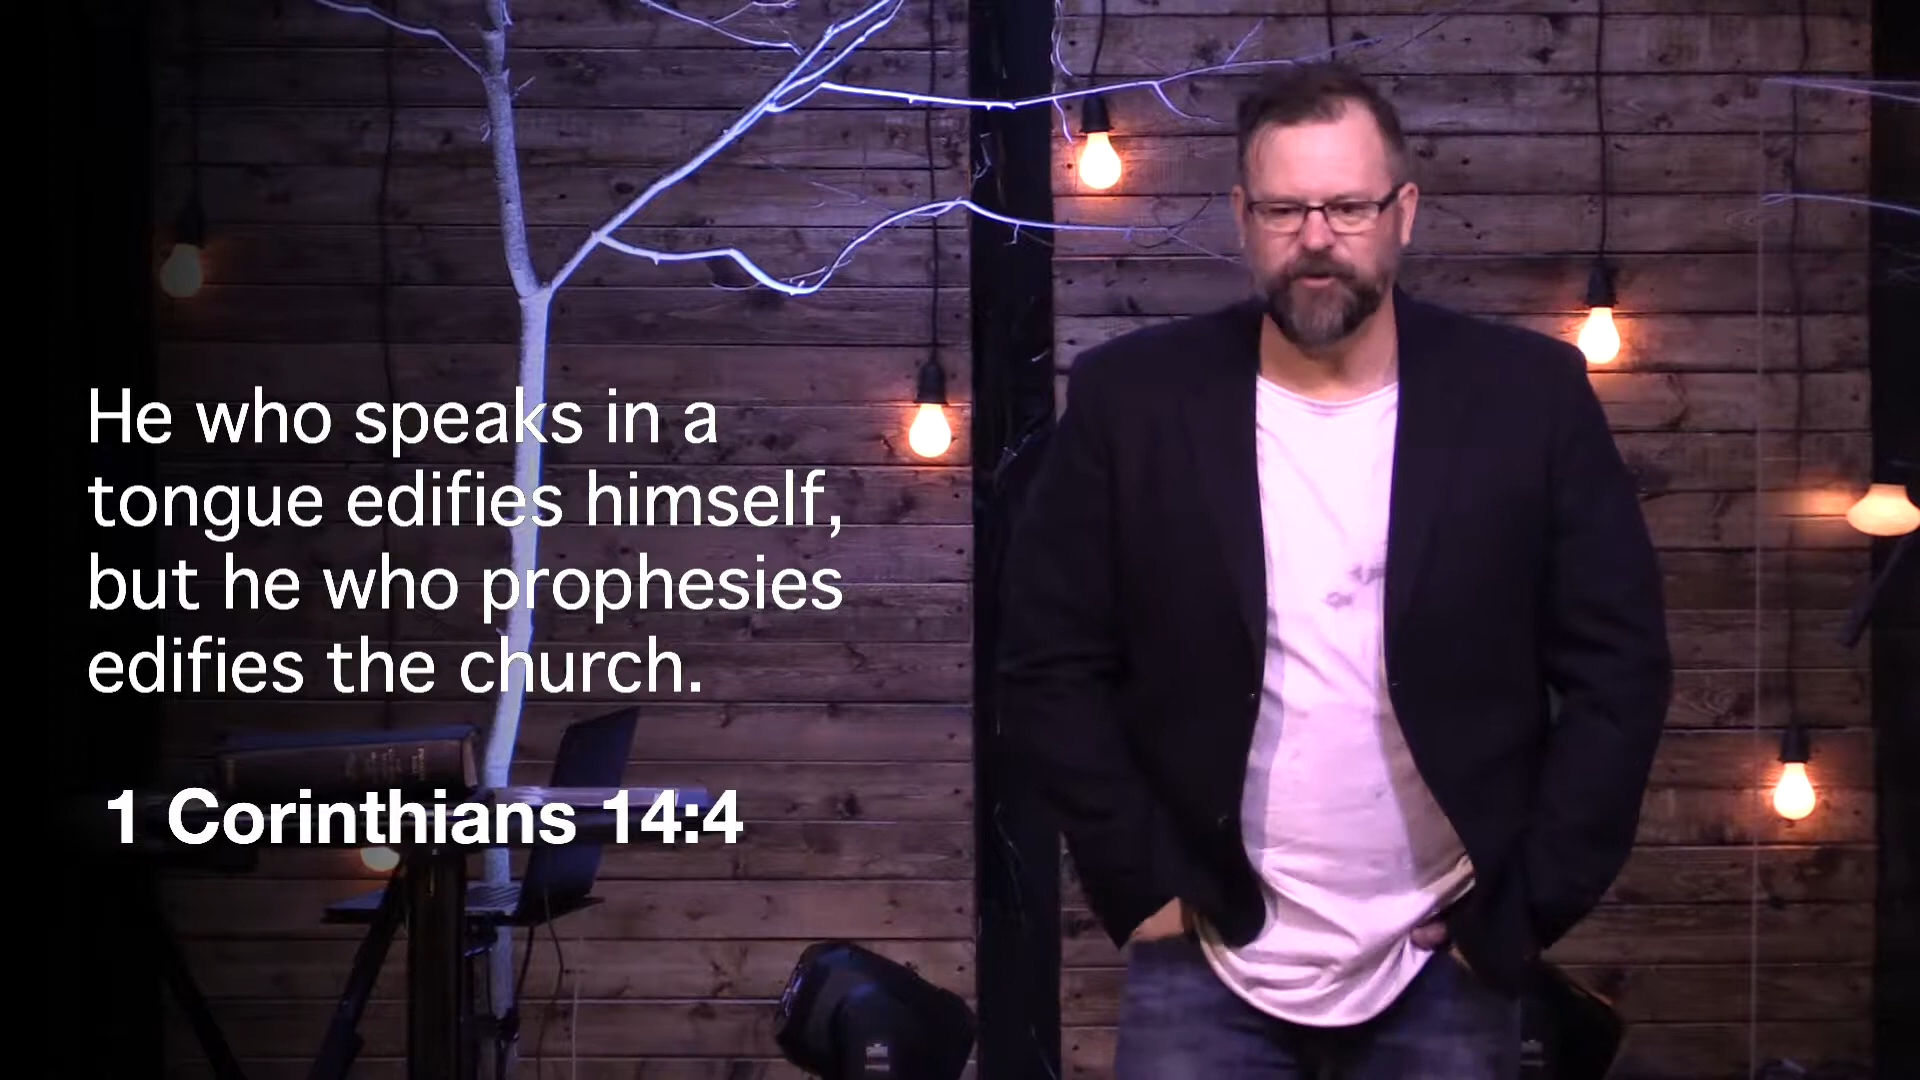 He who speaks in a
tongue edifies himself,
but he who prophesies
edifies the church.
1 Corinthians 14:4